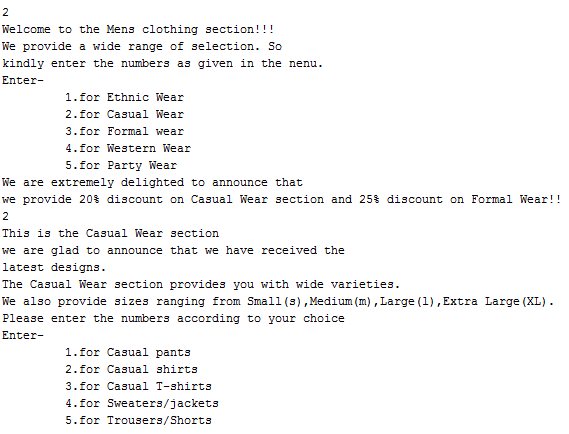 2
Welcome to the Mens clothing section!!!
We provide a wide range of selection. So
kindly enter the numbers as given in the nenu.
Enter-
1.for Ethnic Wear
2.for Casual Wear
3.for Formal wear
4.for Western Wear
5.for Party Wear
We are extremely delighted to announce that
we provide 20% discount on Casual Wear section and 25% discount on Formal Wear!!
2
This is the Casual Wear section
we are glad to announce that we have received the
latest designs.
The Casual Wear section provides you with wide varieties.
We also provide sizes ranging from Small(s),Medium(m),Large(l),Extra Large(XL).
Please enter the numbers according to your choice
Enter-
1.for Casual pants
2.for Casual shirts
3.for Casual T-shirts
4.for Sweaters/jackets
5.for Trousers/Shorts